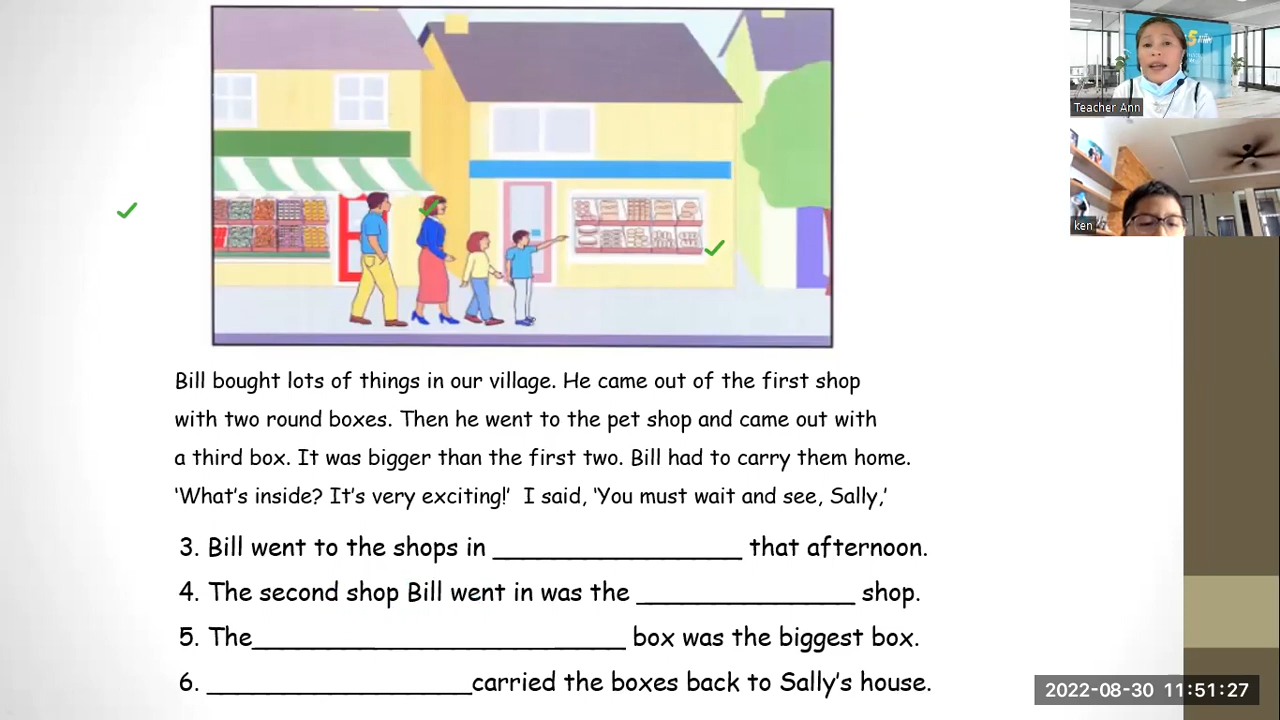 Teacher Ann
ken
Bill bought lots of things in our village. He came out of the first shop
with two round boxes. Then he went to the pet shop and came out with
a third box. It was bigger than the first two. Bill had to carry them home.
‘What’s inside? It’s very exciting!’ I said, ‘You must wait and see, Sally,’
3. Bill went to the shops in _________________ that afternoon.
4. The second shop Bill went in was the _______________ shop.
5. The__________________________ box was the biggest box.
6. __________________carried the boxes back to Sally’s house.
2022-08-30 11:51:27